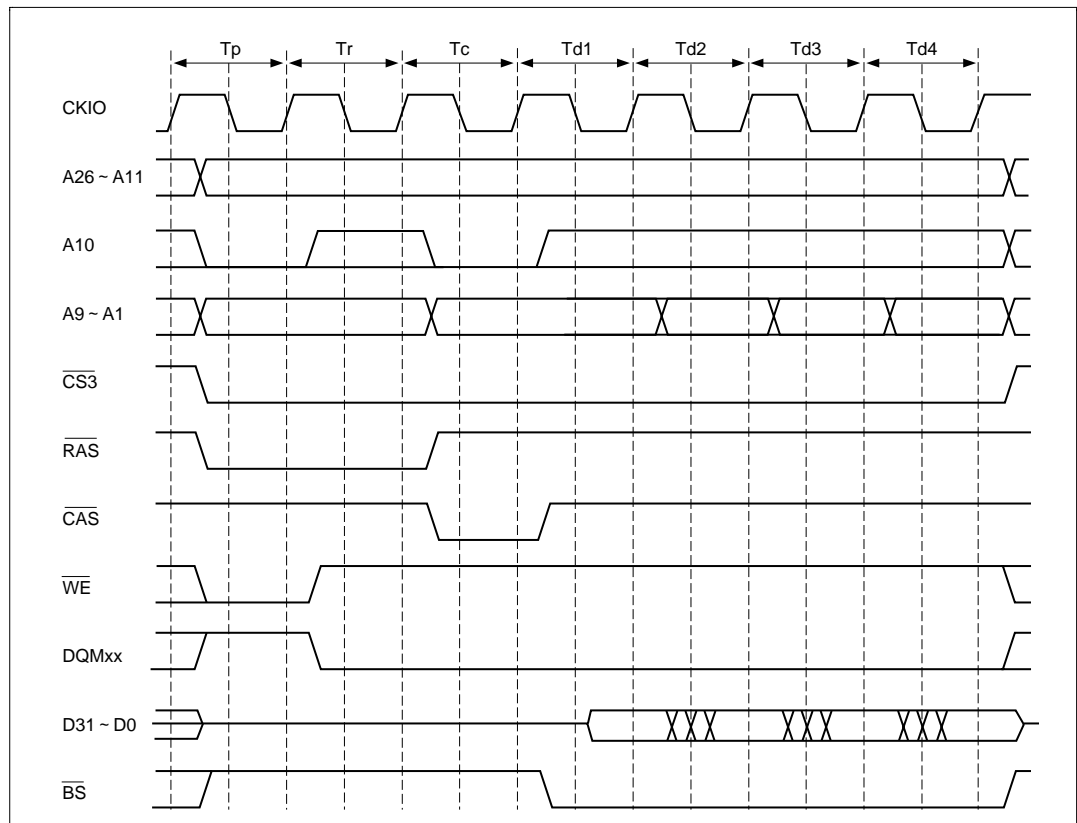 Tp Tr Tc Td1 Td2 Td3 Td4
CKIO
A26 ~ A11
A10
A9 ~ A1
CS3
RAS
CAS
WE
DQMxx
D31 ~ D0
BS